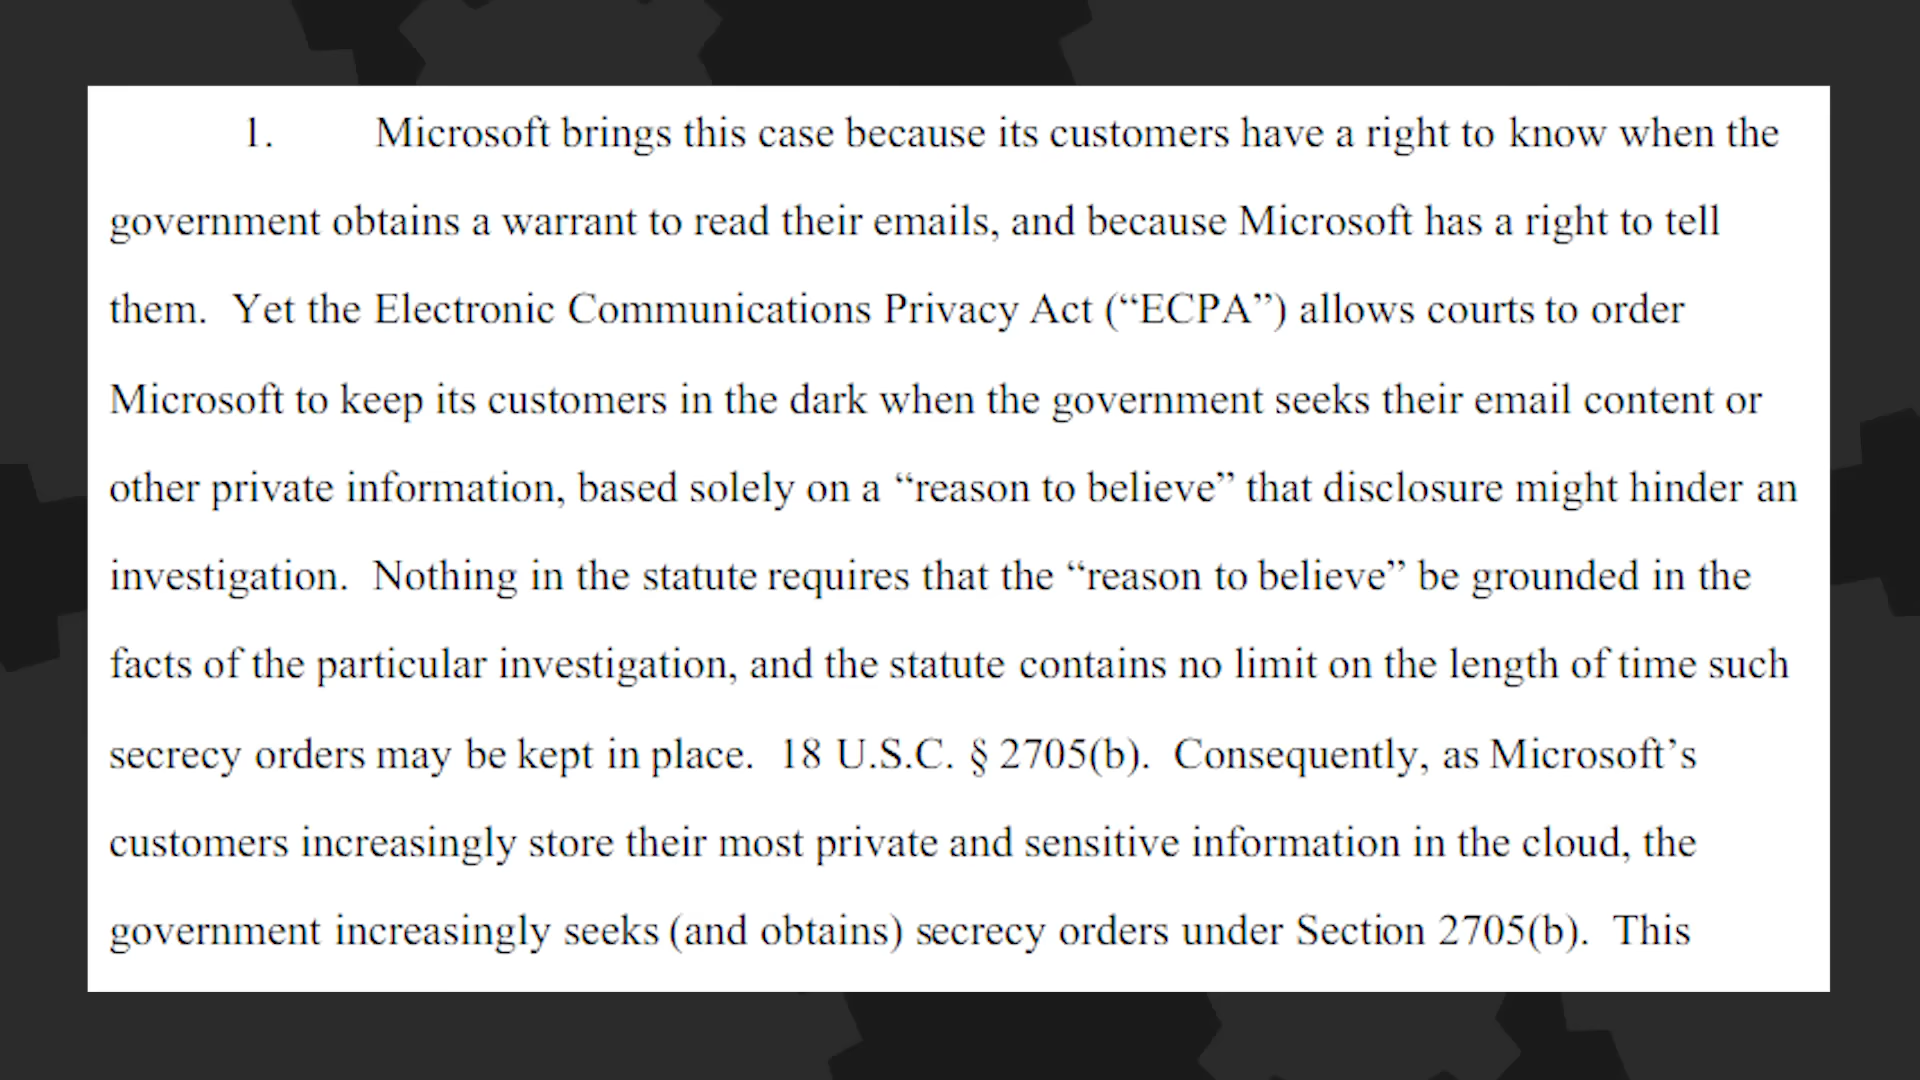 1. Microsoft brings this case because its customers have a right to know when the
government obtains a warrant to read their emails, and because Microsoft has a right to tell
them. Yet the Electronic Communications Privacy Act (“ECPA”) allows courts to order
Microsoft to keep its customers in the dark when the government seeks their email content or
other private information, based solely on a “reason to believe” that disclosure might hinder an
investigation. Nothing in the statute requires that the “reason to believe” be grounded in the
facts of the particular investigation, and the statute contains no limit on the length of time such
secrecy orders may be kept in place. 18 U.S.C. § 2705(b). Consequently, as Microsoft’s
customers increasingly store their most private and sensitive information in the cloud, the
government increasingly seeks (and obtains) secrecy orders under Section 2705(b). This